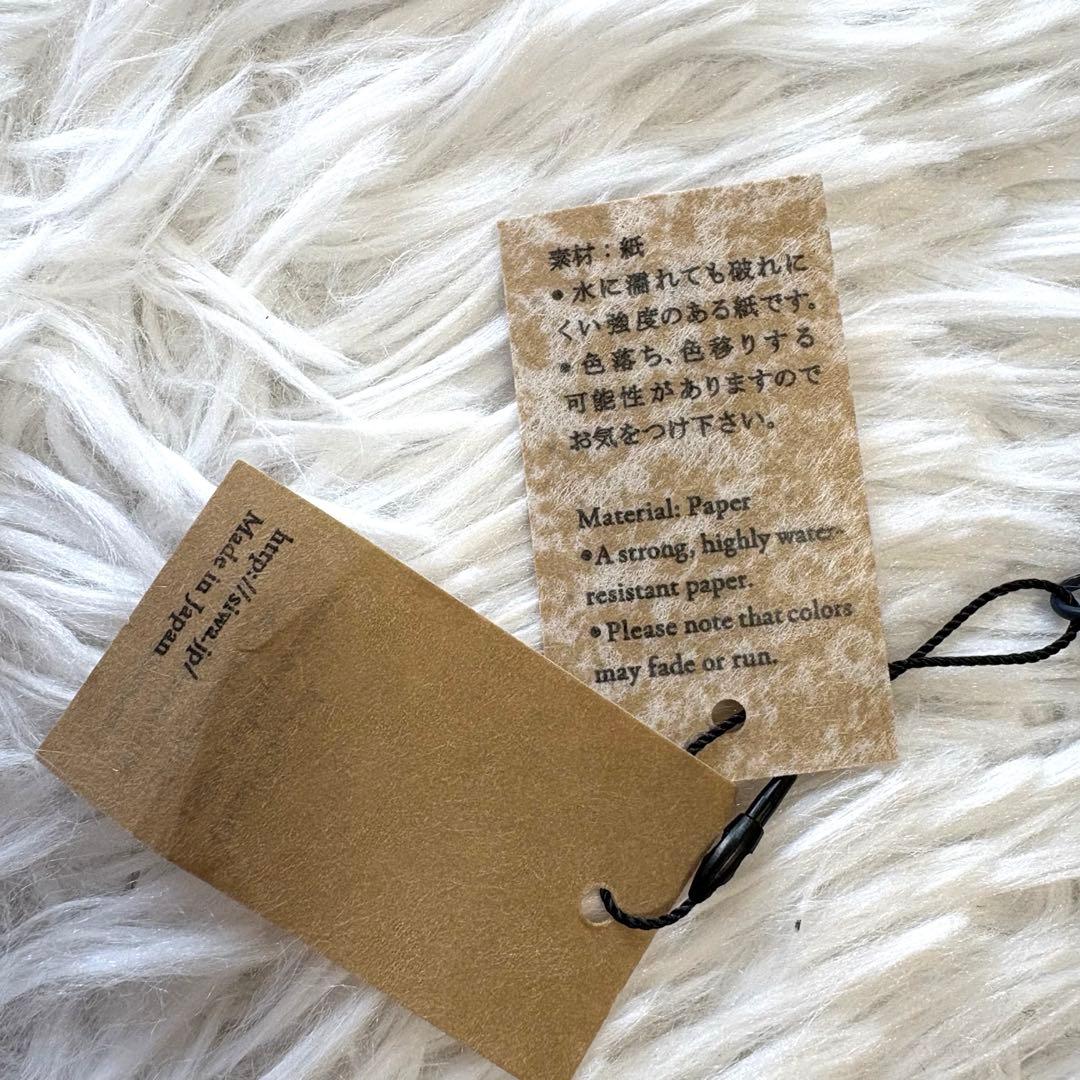 素材：紙
●水に濡れても破れに
くい強度のある紙です。
●色落ち、色移りする
可能性がありますので
お気をつけ下さい。
Material: Paper
●A strong, highly water-
resistant paper.
●Please note that colors
may fade or run.
http://siwa.jp/
Made in Japan